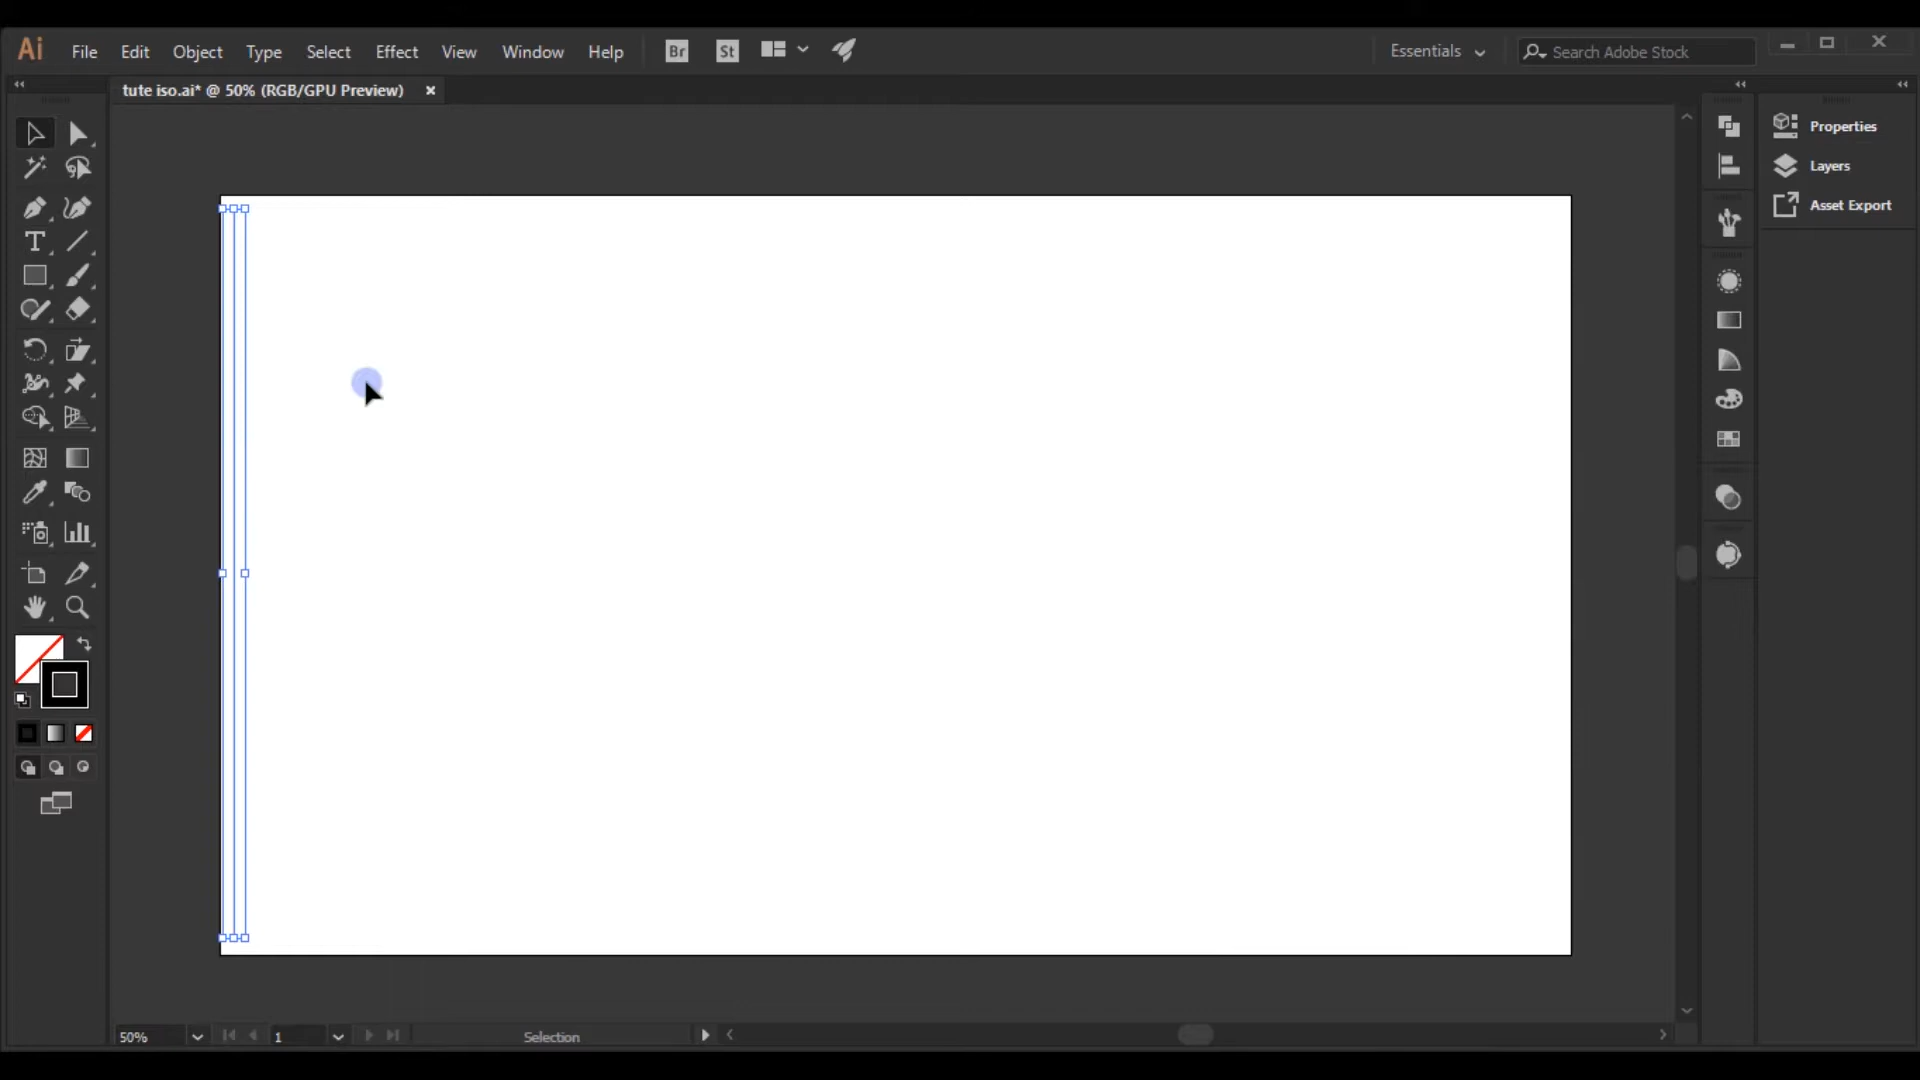 Ai File Edit Object Type Select Effect View Window Help Br St Essentials Search Adobe Stock
tute iso.ai* @ 50% (RGB/GPU Preview)
Properties
Layers
Asset Export
T
50% 1 Selection